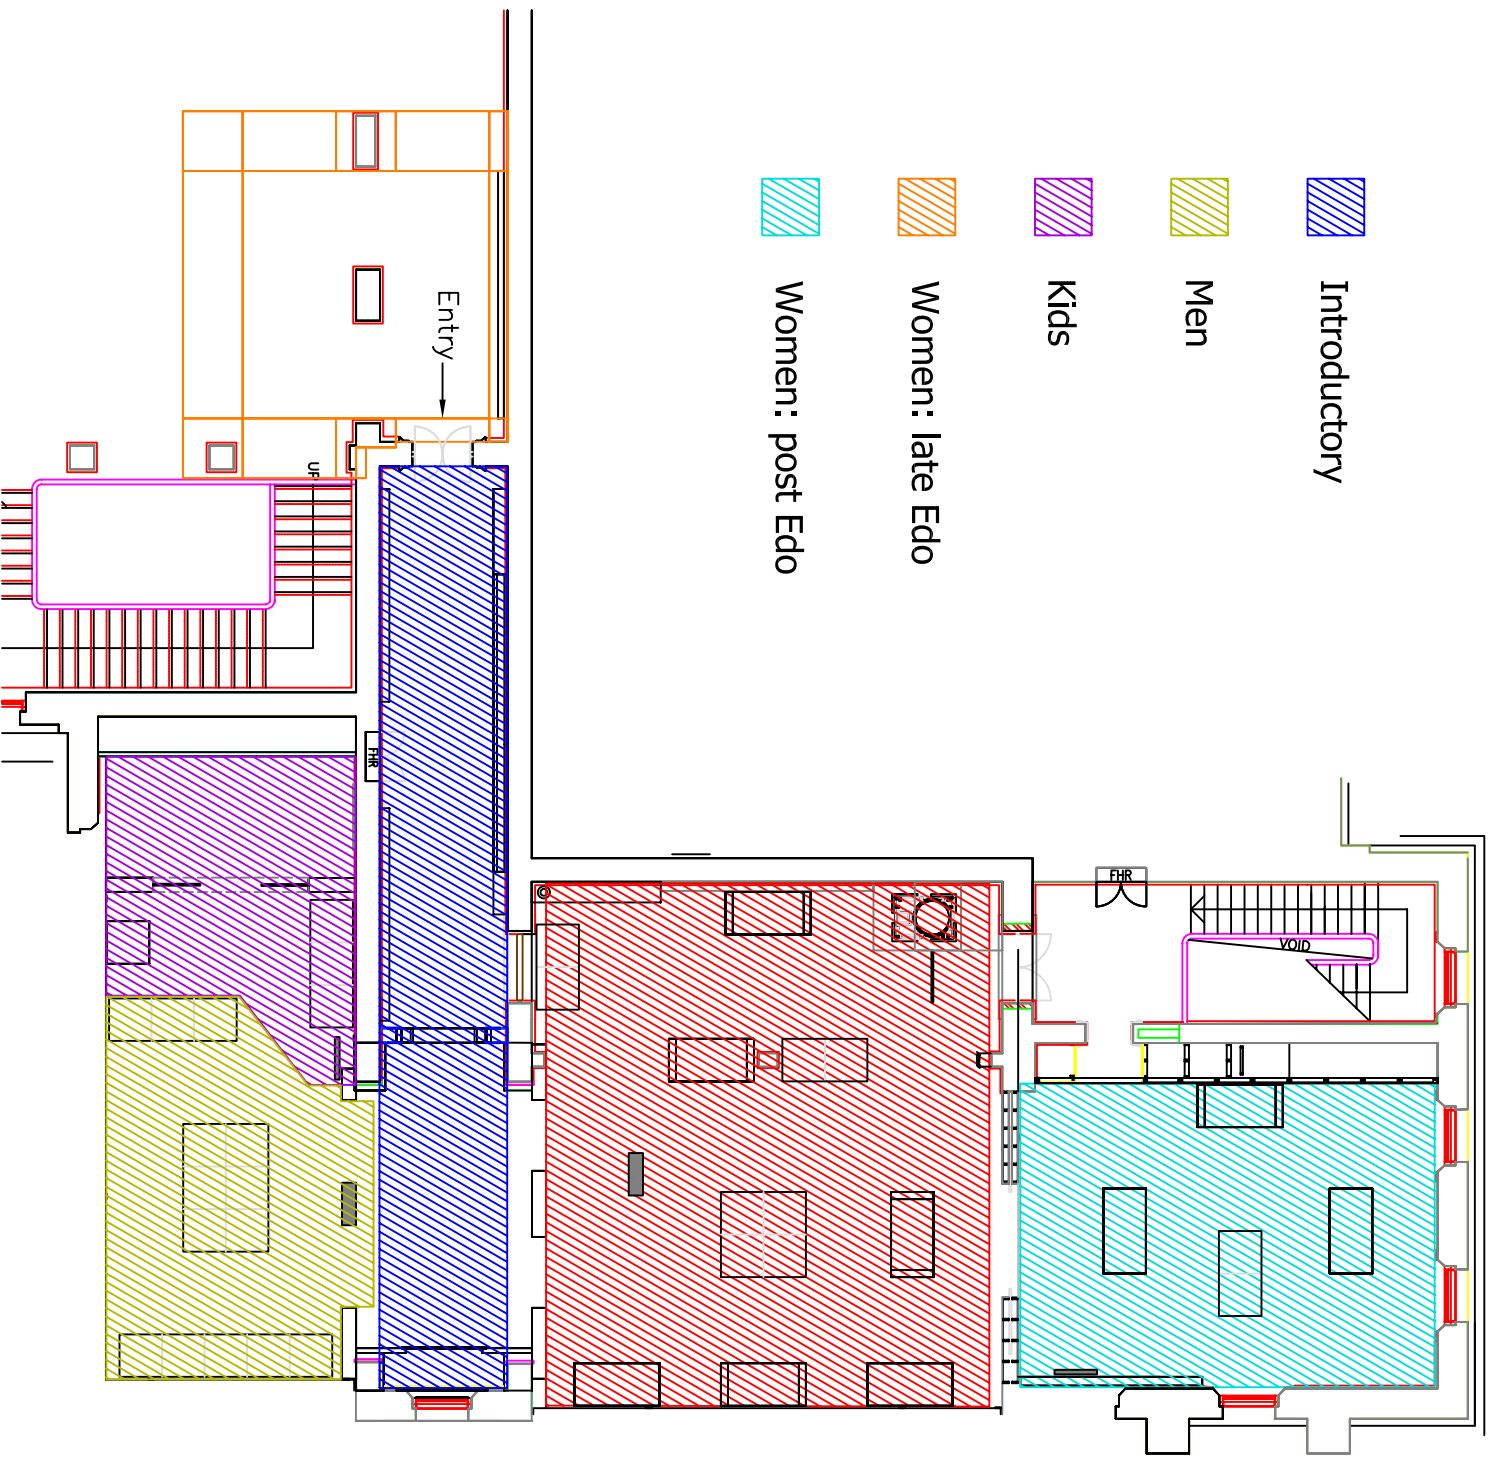 Introductory
Men
Kids
Women: late Edo
Women: post Edo
Entry
UP
FHR
FHR
VOID